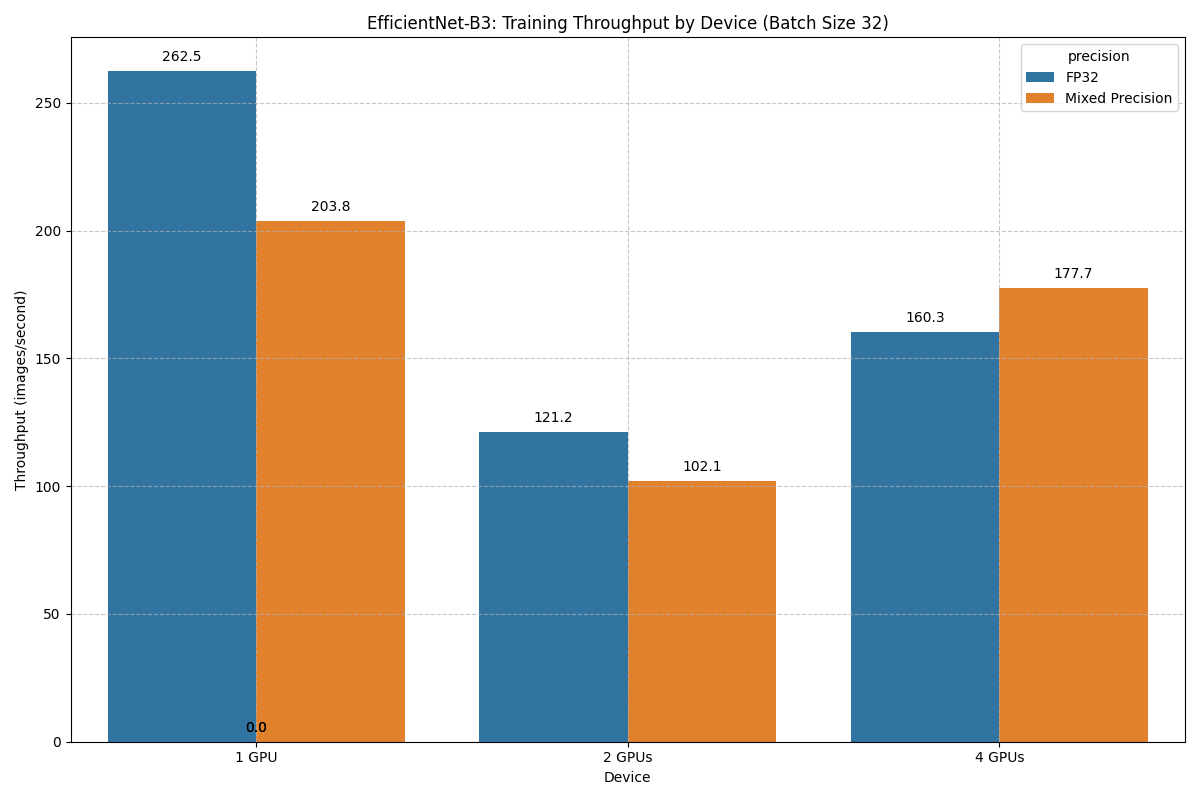 EfficientNet-B3: Training Throughput by Device (Batch Size 32)
precision
FP32
Mixed Precision
Throughput (images/second)
250
200
150
100
50
0
262.5
203.8
121.2
102.1
160.3
177.7
0.0
1 GPU
2 GPUs
4 GPUs
Device